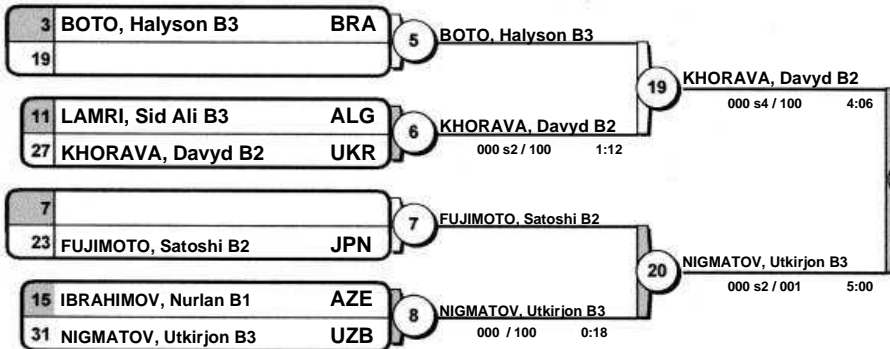 3 BOTO, Halyson B3 BRA
19
5
BOTO, Halyson B3
11 LAMRI, Sid Ali B3 ALG
27 KHORAVA, Davyd B2 UKR
6
KHORAVA, Davyd B2
000 s2 / 100 1:12
19
KHORAVA, Davyd B2
000 s4 / 100 4:06
7
23 FUJIMOTO, Satoshi B2 JPN
7
FUJIMOTO, Satoshi B2
15 IBRAHIMOV, Nurlan B1 AZE
31 NIGMATOV, Utkirjon B3 UZB
8
NIGMATOV, Utkirjon B3
000 / 100 0:18
20
NIGMATOV, Utkirjon B3
000 s2 / 001 5:00